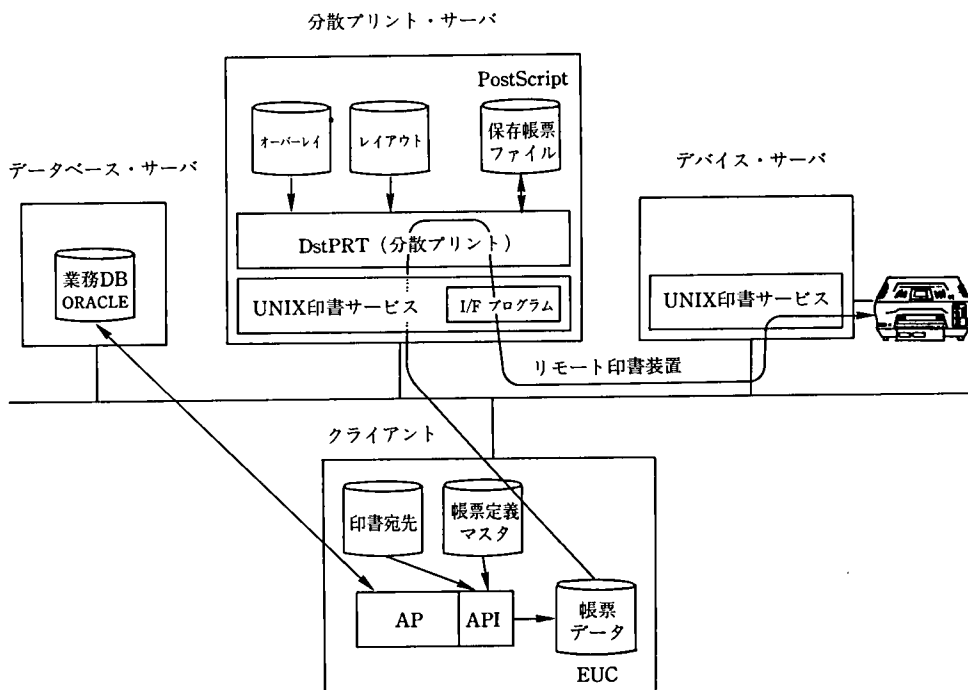 分散プリント・サーバ
PostScript
オーバーレイ
レイアウト
保存帳票
ファイル
データベース・サーバ
デバイス・サーバ
業務DB
ORACLE
DstPRT（分散プリント）
UNIX印書サービス
I/F プログラム
UNIX印書サービス
リモート印書装置
クライアント
印書宛先
帳票定義
マスタ
AP
API
帳票
データ
EUC